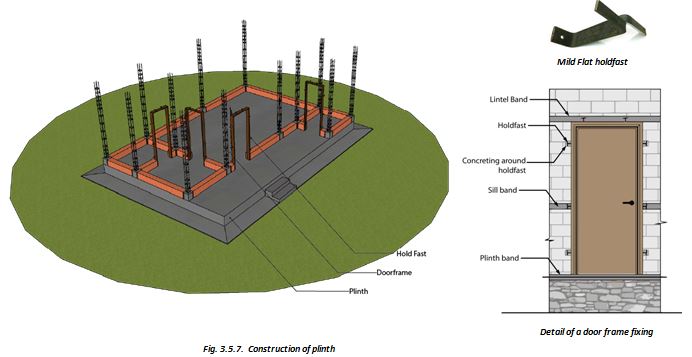 Mild Flat holdfast
Lintel Band
Holdfast
Concreting around
holdfast
Sill band
Plinth band
Hold Fast
Doorframe
Plinth
Fig. 3.5.7. Construction of plinth
Detail of a door frame fixing